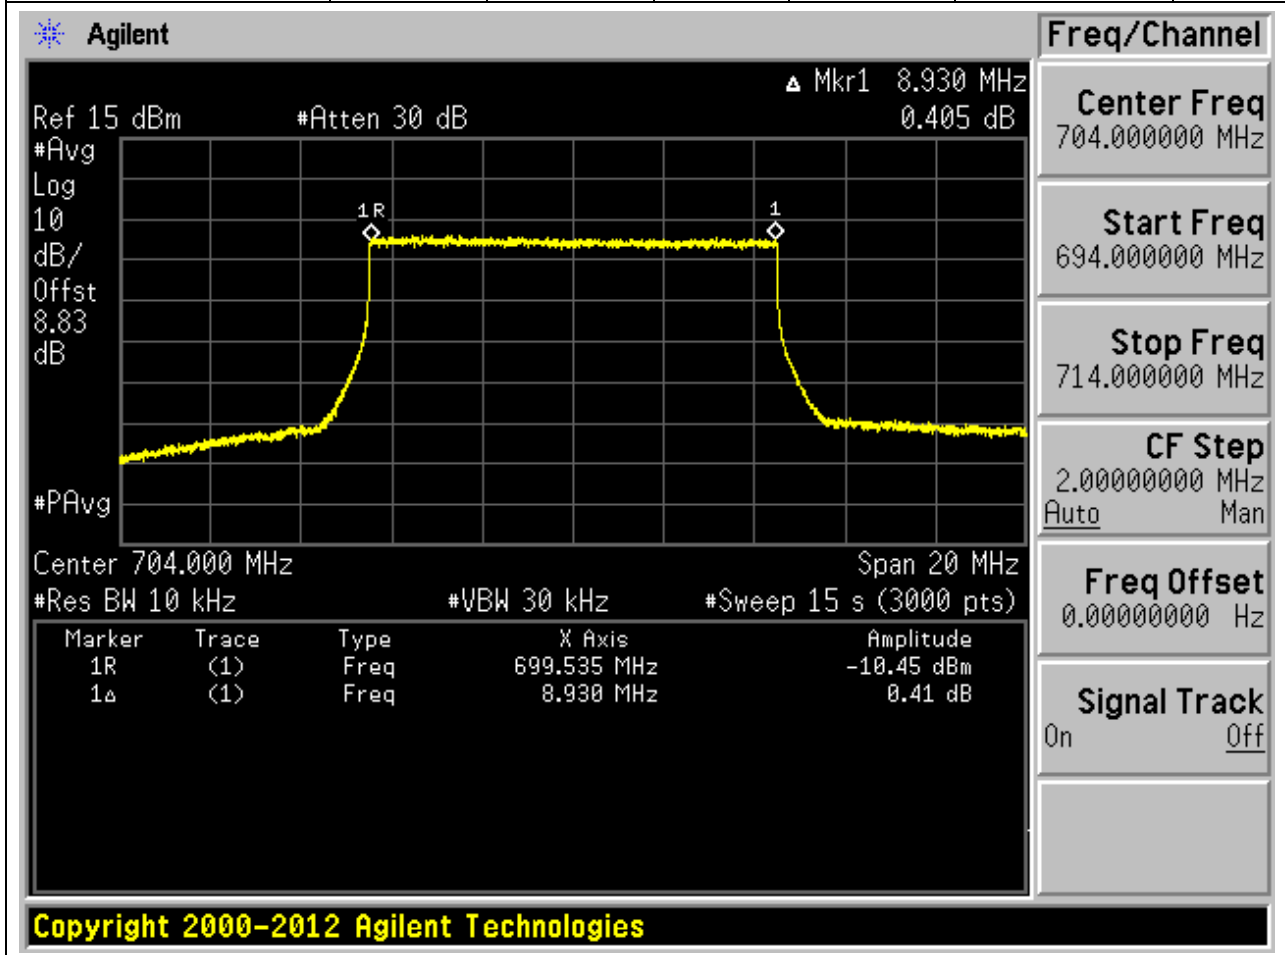 Agilent
Freq/Channel
Δ Mkr1 8.930 MHz
Ref 15 dBm #Atten 30 dB 0.405 dB
#Avg
Log
10
dB/
Offst
8.83
dB
#PAvg
1R
1
Center 704.000 MHz Span 20 MHz
#Res BW 10 kHz #VBW 30 kHz #Sweep 15 s (3000 pts)
Marker Trace Type X Axis Amplitude
1R (1) Freq 699.535 MHz -10.45 dBm
1Δ (1) Freq 8.930 MHz 0.41 dB
Center Freq
704.000000 MHz
Start Freq
694.000000 MHz
Stop Freq
714.000000 MHz
CF Step
2.00000000 MHz
Auto Man
Freq Offset
0.00000000 Hz
Signal Track
On Off
Copyright 2000-2012 Agilent Technologies